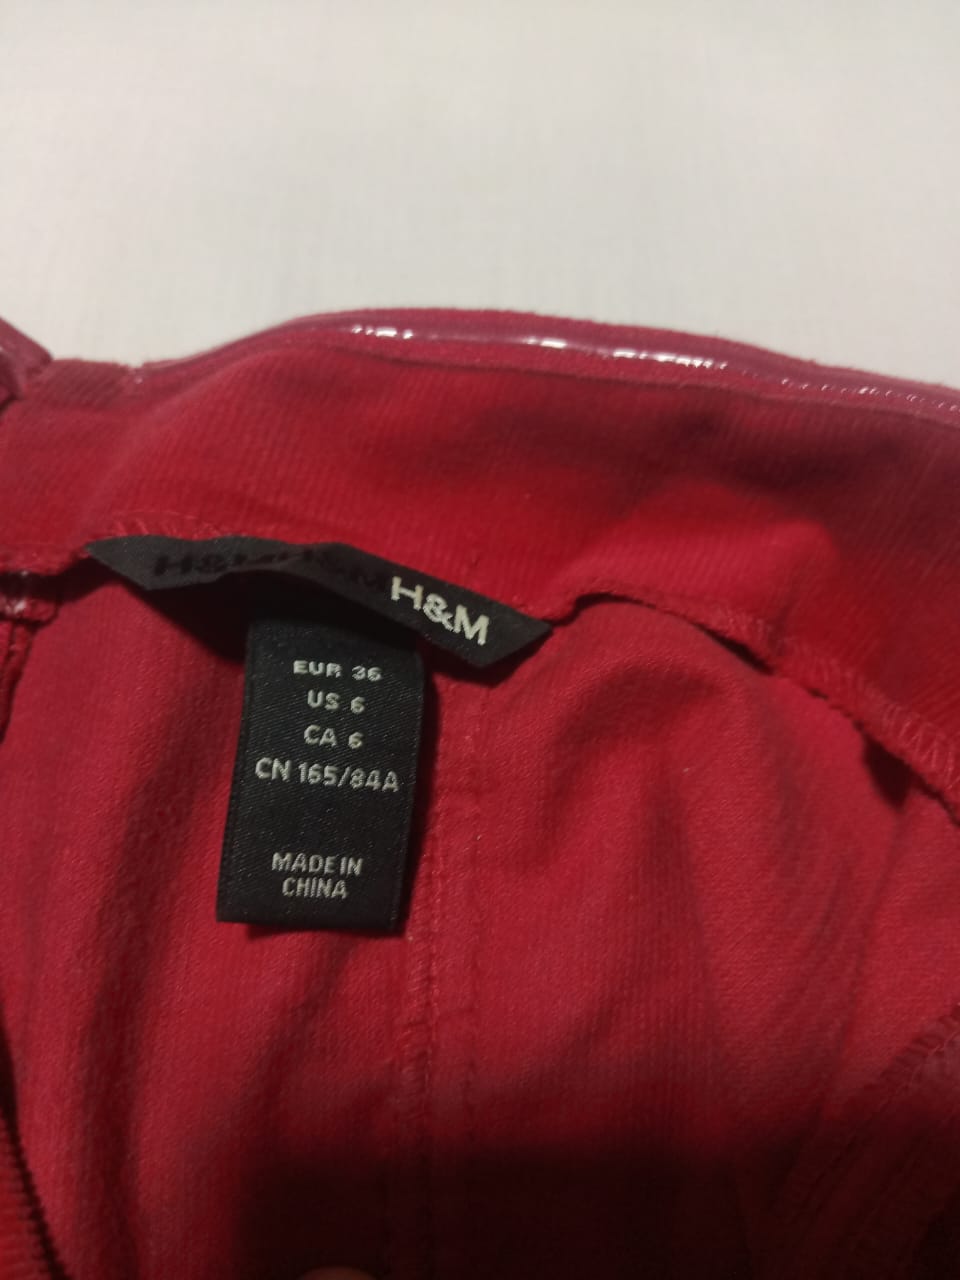 H&M H&M H&M
EUR 36
US 6
CA 6
CN 165/84A
MADE IN
CHINA